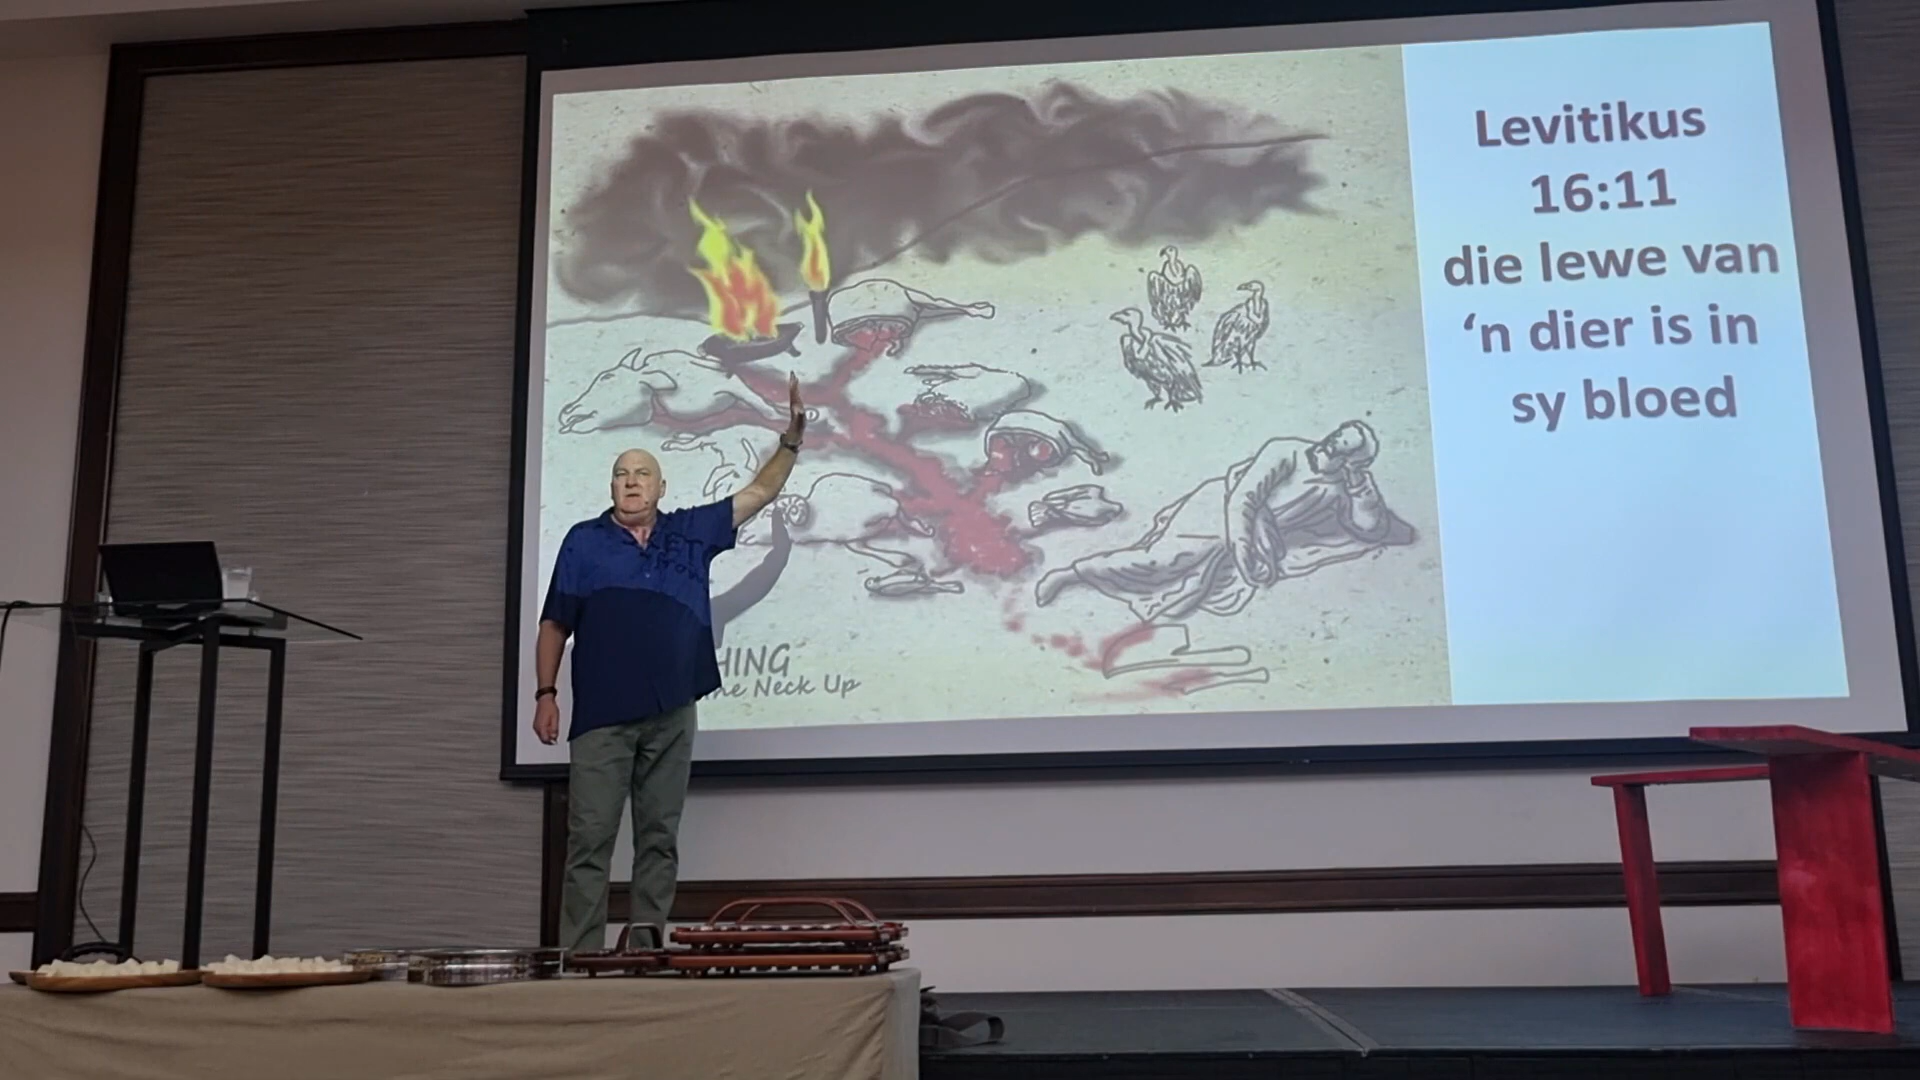 Levitikus
16:11
die lewe van
‘n dier is in
sy bloed
HING
Neck Up